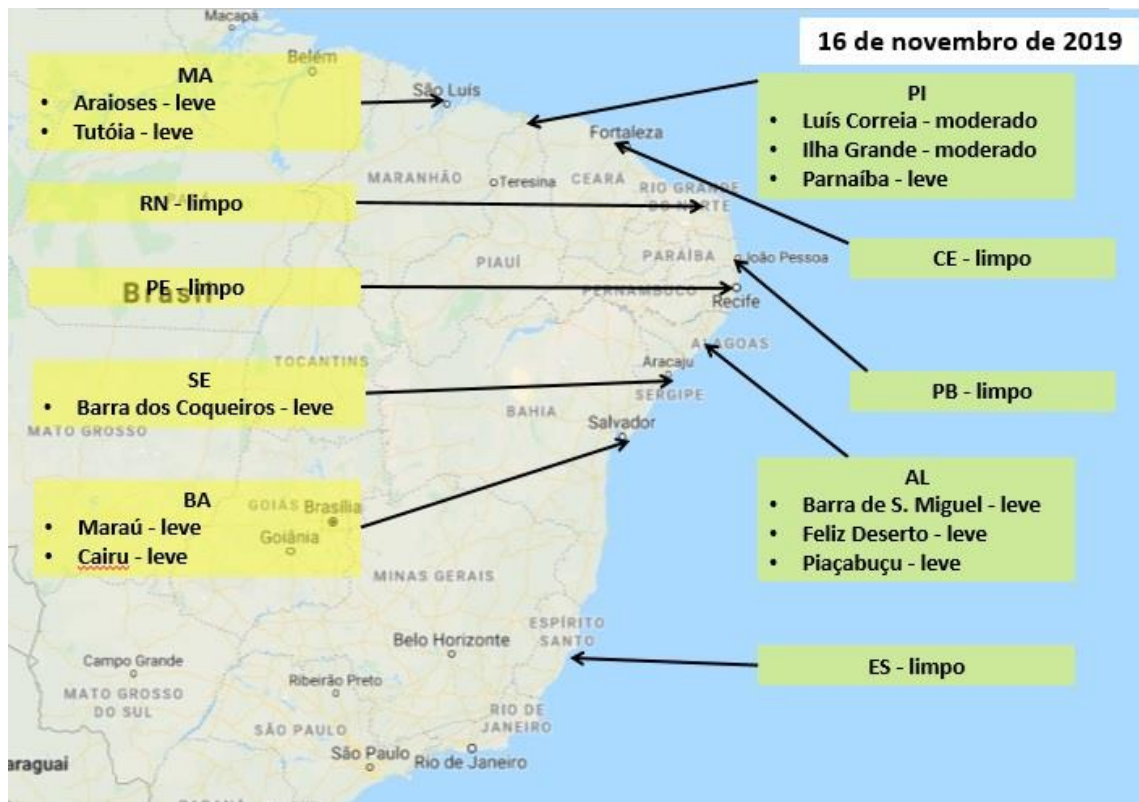 16 de novembro de 2019
MA
• Araioses - leve
• Tutóia - leve
RN - limpo
PE - limpo
SE
• Barra dos Coqueiros - leve
BA
• Maraú - leve
• Cairu - leve
PI
• Luís Correia - moderado
• Ilha Grande - moderado
• Parnaíba - leve
CE - limpo
PB - limpo
AL
• Barra de S. Miguel - leve
• Feliz Deserto - leve
• Piaçabuçu - leve
ES - limpo
Macapá
Belém
São Luís
Fortaleza
MARANHÃO
Teresina
CEARÁ
RIO GRANDE
DO NORTE
PIAUÍ
PARAÍBA
João Pessoa
PERNAMBUCO
Recife
Brasil
ALAGOAS
TOCANTINS
Aracaju
SERGIPE
BAHIA
MATO GROSSO
Salvador
GOIÁS
Brasília
Goiânia
MINAS GERAIS
ESPÍRITO
SANTO
Belo Horizonte
Campo Grande
Ribeirão Preto
MATO GROSSO
DO SUL
RIO DE
JANEIRO
SÃO PAULO
São Paulo
Rio de Janeiro
araguai